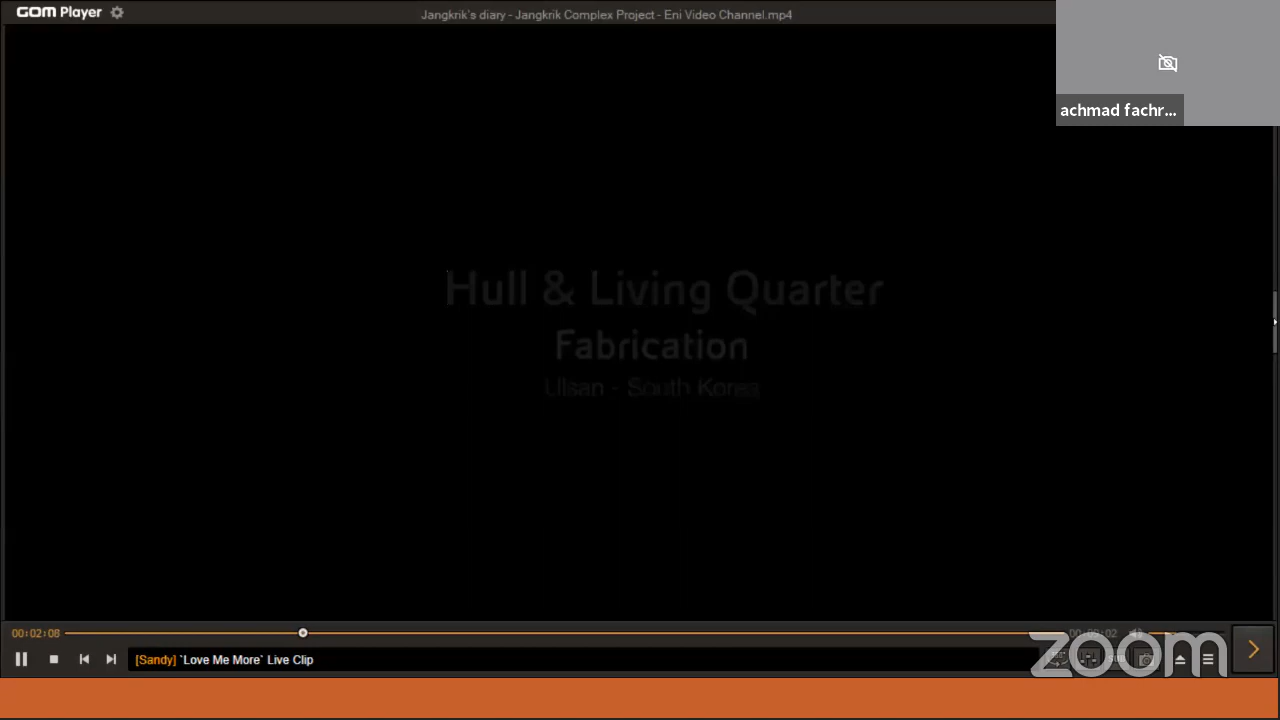 GOM Player
Jangkrik's diary - Jangkrik Complex Project - Eni Video Channel.mp4
achmad fachr...
Hull & Living Quarter
Fabrication
Ulsan - South Korea
00:02:08
[Sandy] `Love Me More` Live Clip
zoom